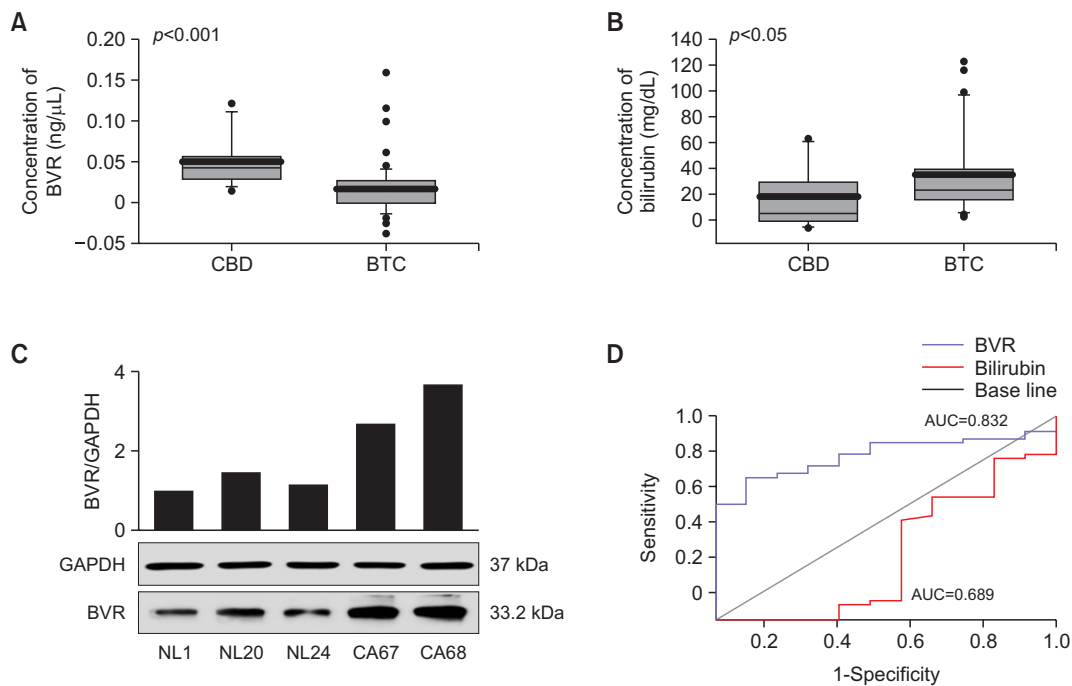 A
p<0.001
Concentration of
BVR (ng/μL)
0.20
0.15
0.10
0.05
0
−0.05
CBD
BTC
B
p<0.05
Concentration of
bilirubin (mg/dL)
140
120
100
80
60
40
20
0
CBD
BTC
C
BVR/GAPDH
4
2
0
GAPDH
37 kDa
BVR
33.2 kDa
NL1
NL20
NL24
CA67
CA68
D
BVR
Bilirubin
Base line
Sensitivity
1.0
0.8
0.6
0.4
0.2
0
AUC=0.832
AUC=0.689
0.2
0.4
0.6
0.8
1.0
1-Specificity